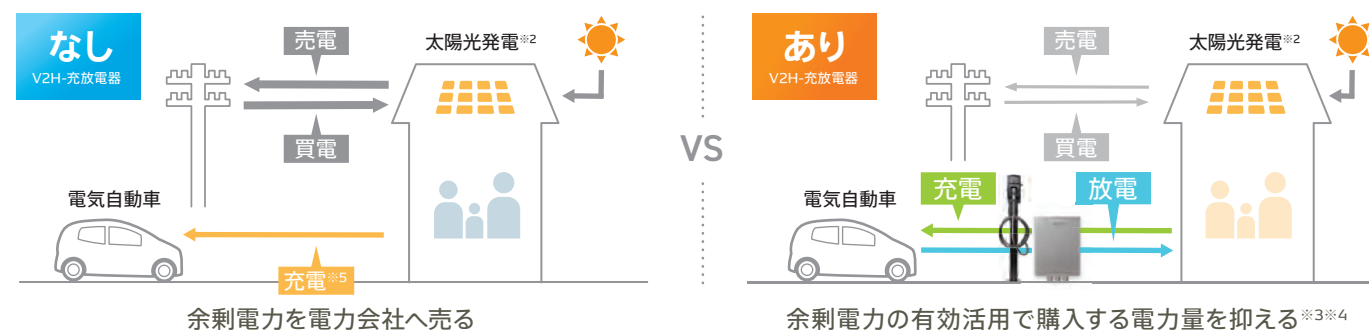 なし
V2H-充放電器
売電
太陽光発電※2
買電
電気自動車
充電※5
余剰電力を電力会社へ売る
VS
あり
V2H-充放電器
売電
太陽光発電※2
買電
電気自動車
充電
放電
余剰電力の有効活用で購入する電力量を抑える※3※4